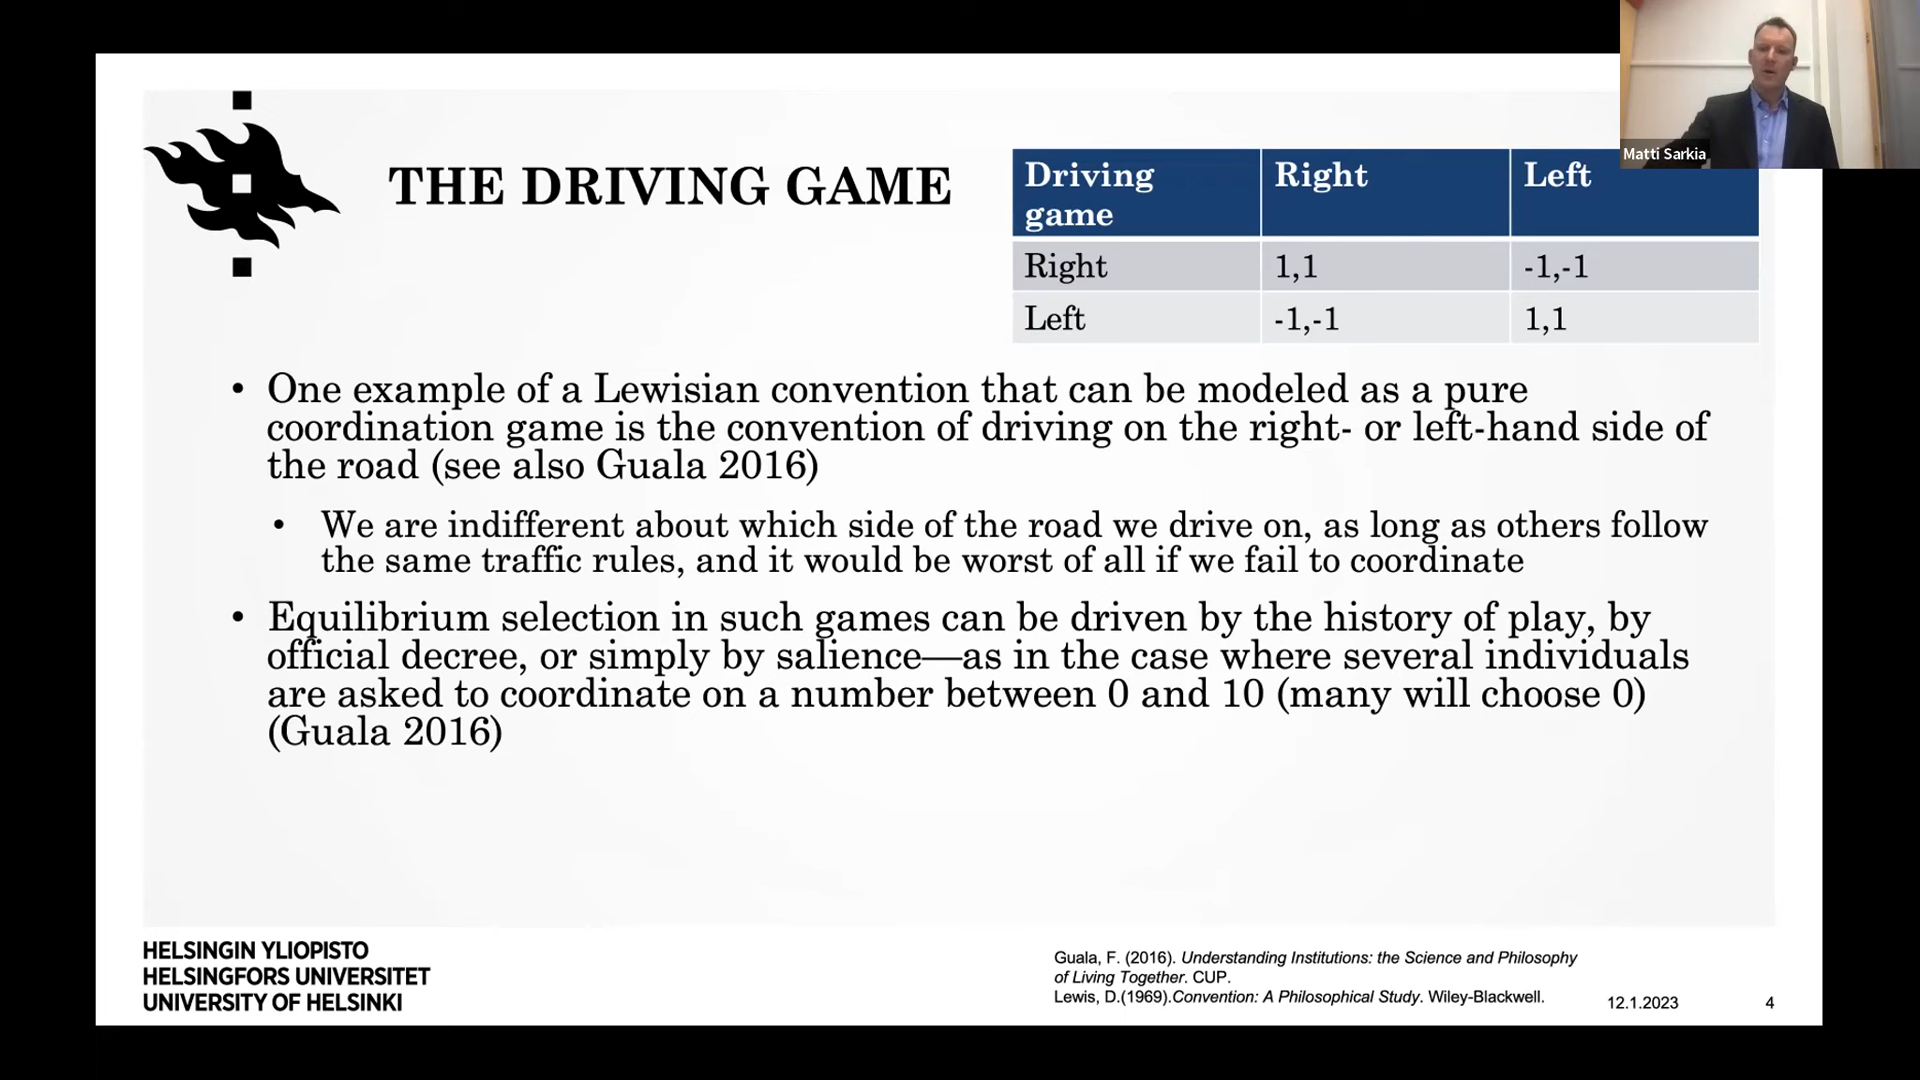 Matti Sarkia
THE DRIVING GAME
Driving game Right Left
Right 1,1 -1,-1
Left -1,-1 1,1
• One example of a Lewisian convention that can be modeled as a pure
coordination game is the convention of driving on the right- or left-hand side of
the road (see also Guala 2016)
• We are indifferent about which side of the road we drive on, as long as others follow
the same traffic rules, and it would be worst of all if we fail to coordinate
• Equilibrium selection in such games can be driven by the history of play, by
official decree, or simply by salience—as in the case where several individuals
are asked to coordinate on a number between 0 and 10 (many will choose 0)
(Guala 2016)
HELSINGIN YLIOPISTO
HELSINGFORS UNIVERSITET
UNIVERSITY OF HELSINKI
Guala, F. (2016). Understanding Institutions: the Science and Philosophy
of Living Together. CUP.
Lewis, D.(1969).Convention: A Philosophical Study. Wiley-Blackwell.
12.1.2023
4